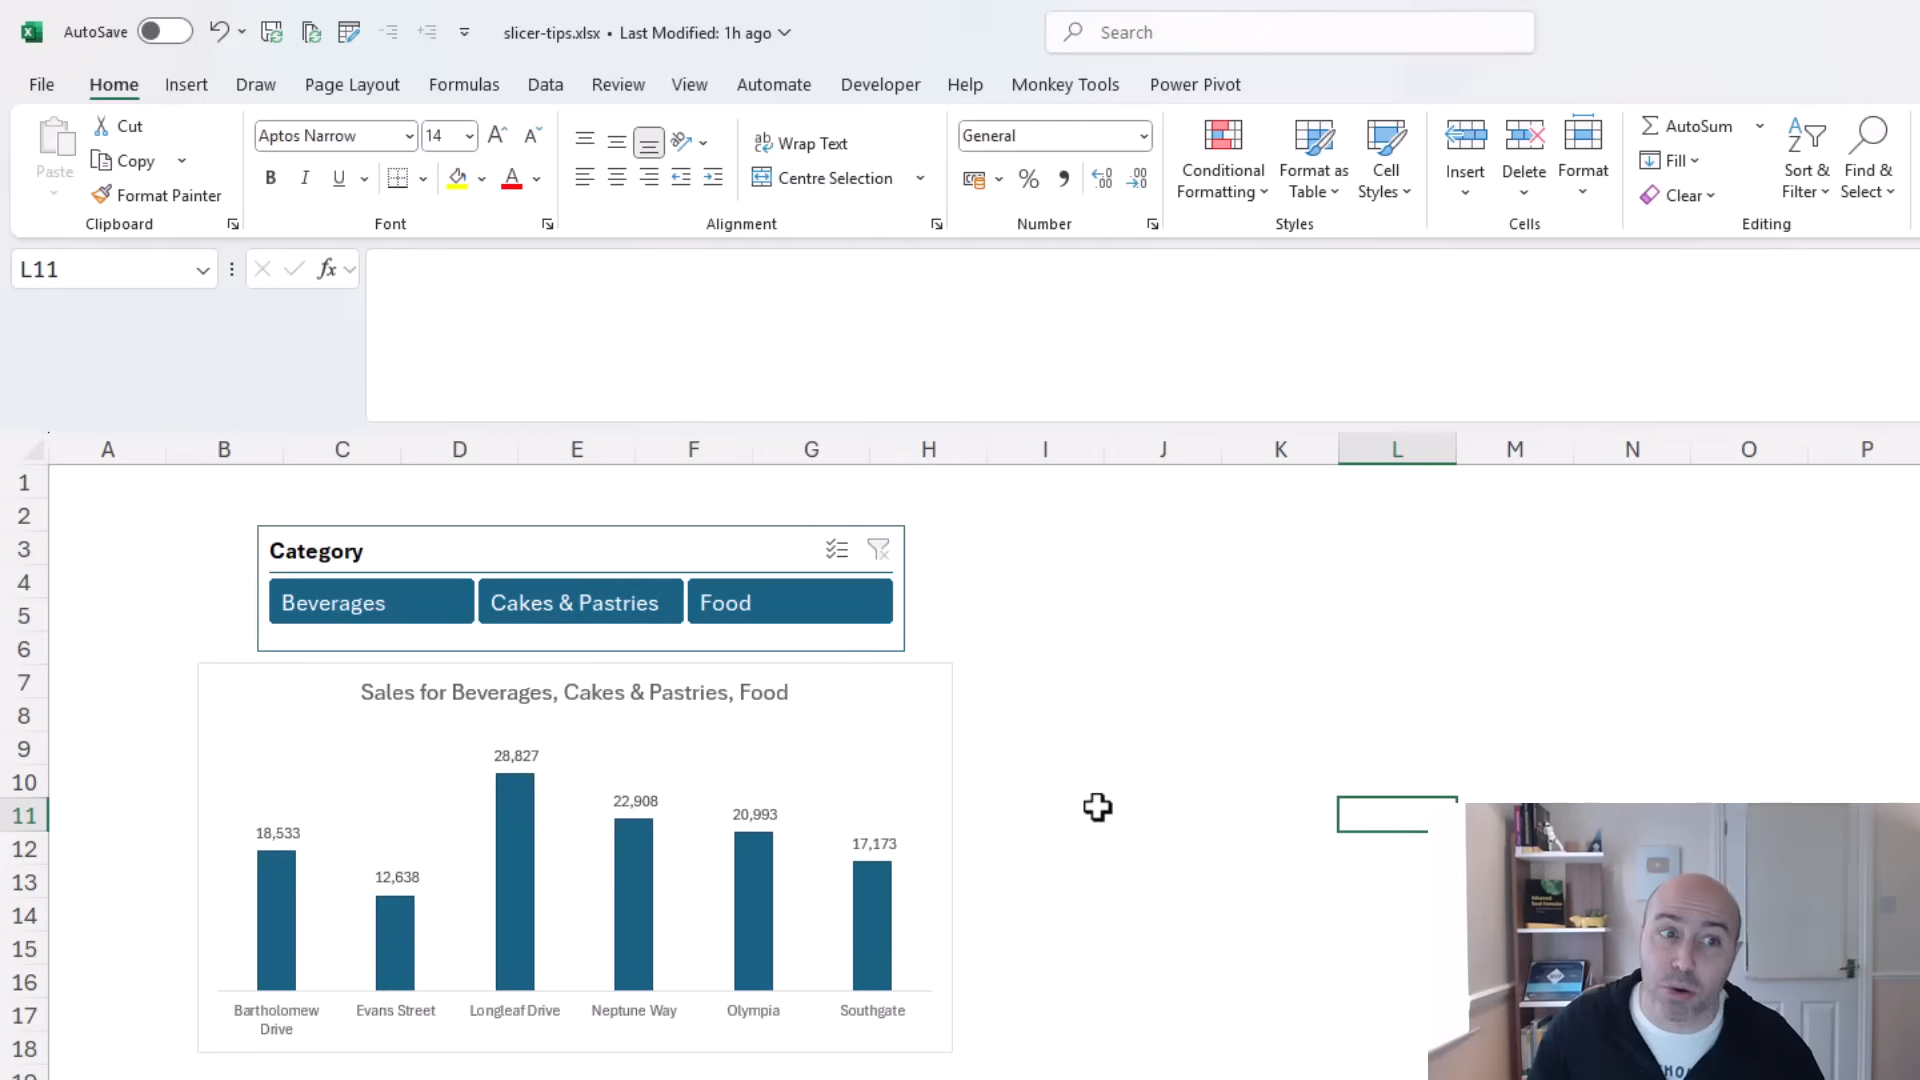 AutoSave
slicer-tips.xlsx • Last Modified: 1h ago
Search
File Home Insert Draw Page Layout Formulas Data Review View Automate Developer Help Monkey Tools Power Pivot
Paste
Cut
Copy
Format Painter
Clipboard
Aptos Narrow 14 A A
B I U A
Font
ab Wrap Text
Centre Selection
Alignment
General
%
Number
Conditional Formatting
Format as Table
Cell Styles
Styles
Insert
Delete
Format
Cells
AutoSum
Fill
Clear
Sort & Filter
Find & Select
Editing
L11
fx
A B C D E F G H I J K L M N O P
1
2
3
4
5
6
7
8
9
10
11
12
13
14
15
16
17
18
Category
Beverages Cakes & Pastries Food
Sales for Beverages, Cakes & Pastries, Food
28,827
22,908
20,993
18,533
17,173
12,638
Bartholomew Drive
Evans Street
Longleaf Drive
Neptune Way
Olympia
Southgate